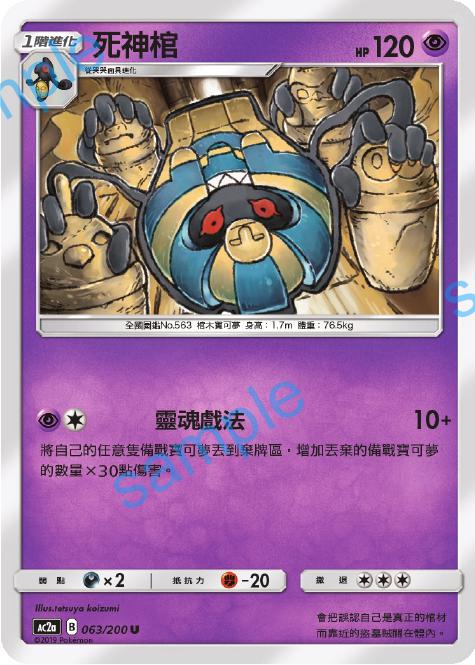 1階進化 死神棺 HP 120
從哭哭面具進化
全國圖鑑No.563 棺木寶可夢 身高：1.7m 體重：76.5kg
靈魂戲法 10+
將自己的任意隻備戰寶可夢丟到棄牌區，增加丟棄的備戰寶可夢
的數量×30點傷害。
sample
弱點 ×2 抵抗力 -20 撤退
Illus.tetsuya koizumi
AC2a B 063/200 U
©2019 Pokémon
會把誤認自己是真正的棺材
而靠近的盜墓賊關在體內。